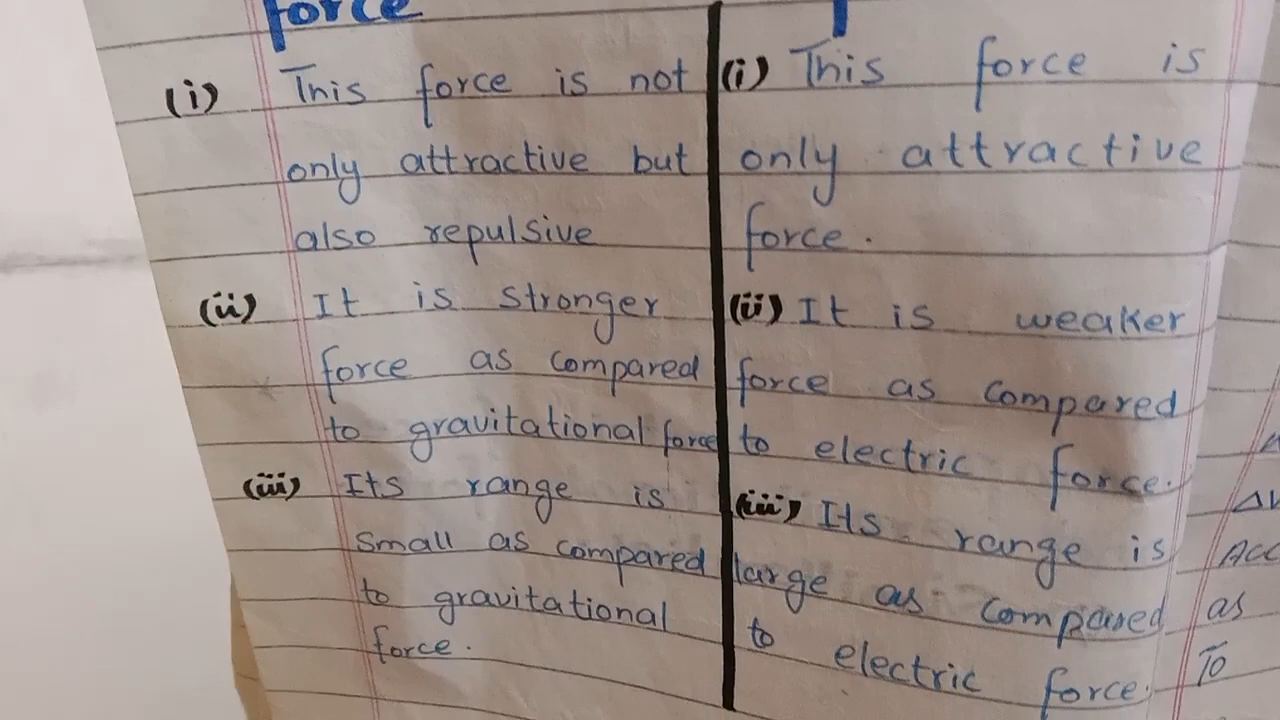 force
(i) This force is not
only attractive but
also repulsive
(ii) It is stronger
force as compared
to gravitational force
(iii) Its range is
small as compared
to gravitational
force.
(i) This force is
only attractive
force.
(ii) It is weaker
force as compared
to electric force.
(iii) Its range is
large as compared
to electric force.
as
To